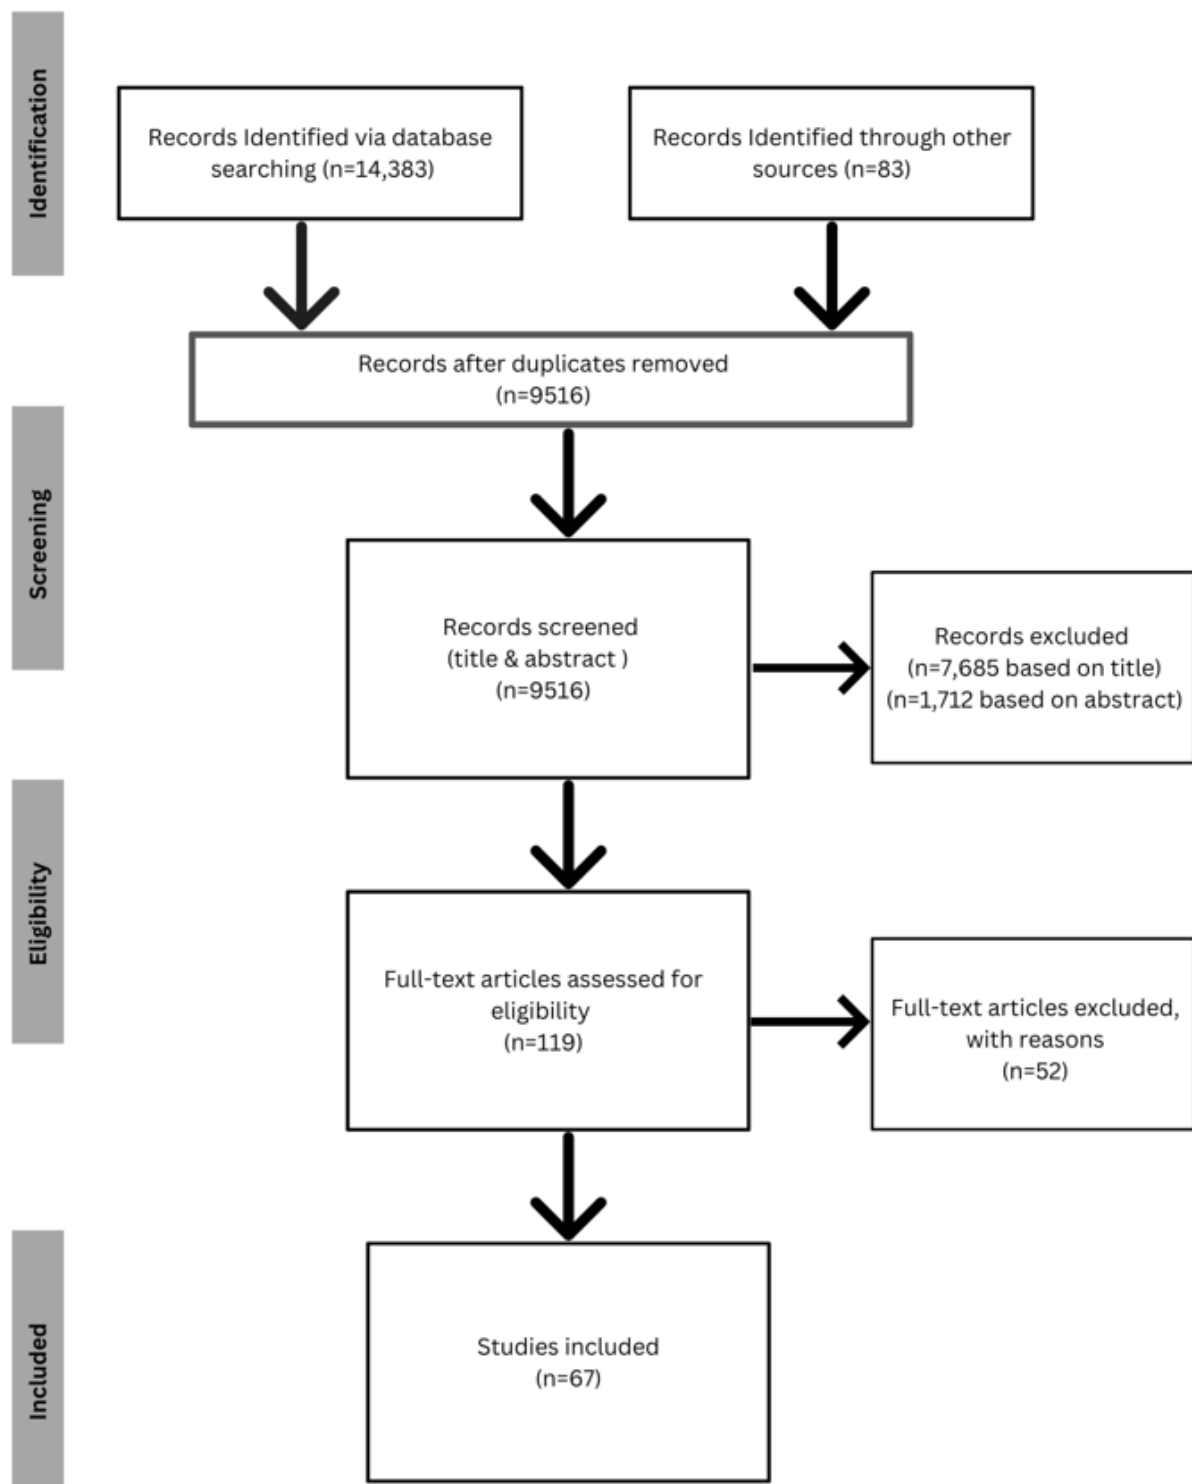 Identification
Records Identified via database
searching (n=14,383)
Records Identified through other
sources (n=83)
Records after duplicates removed
(n=9516)
Screening
Records screened
(title & abstract )
(n=9516)
Records excluded
(n=7,685 based on title)
(n=1,712 based on abstract)
Eligibility
Full-text articles assessed for
eligibility
(n=119)
Full-text articles excluded,
with reasons
(n=52)
Included
Studies included
(n=67)